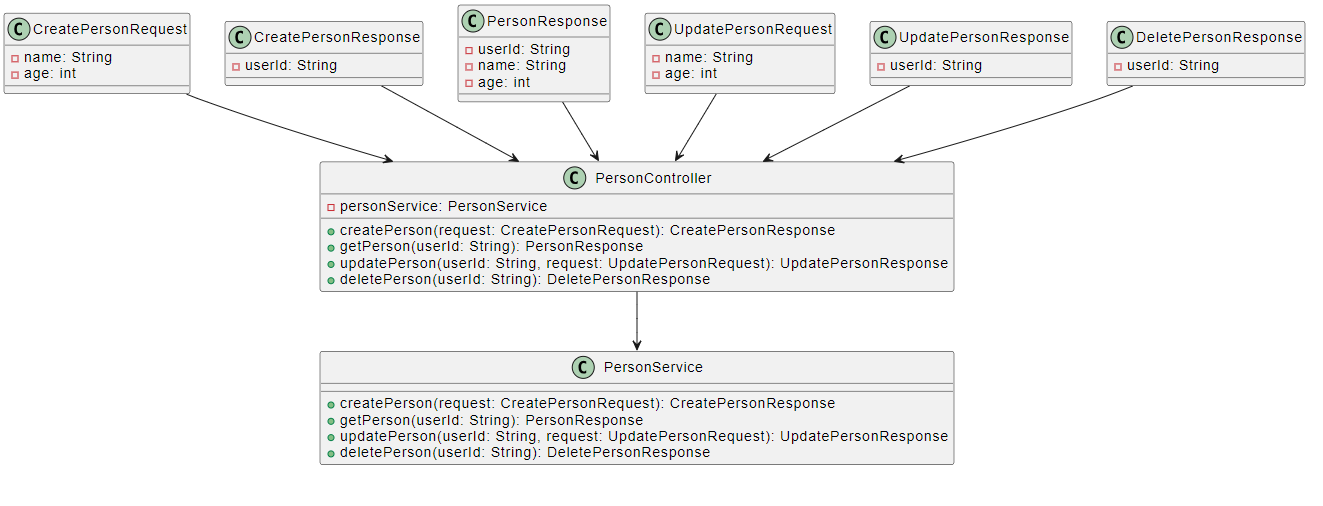 C CreatePersonRequest
name: String
age: int
C CreatePersonResponse
userId: String
C PersonResponse
userId: String
name: String
age: int
C UpdatePersonRequest
name: String
age: int
C UpdatePersonResponse
userId: String
C DeletePersonResponse
userId: String
C PersonController
personService: PersonService
createPerson(request: CreatePersonRequest): CreatePersonResponse
getPerson(userId: String): PersonResponse
updatePerson(userId: String, request: UpdatePersonRequest): UpdatePersonResponse
deletePerson(userId: String): DeletePersonResponse
C PersonService
createPerson(request: CreatePersonRequest): CreatePersonResponse
getPerson(userId: String): PersonResponse
updatePerson(userId: String, request: UpdatePersonRequest): UpdatePersonResponse
deletePerson(userId: String): DeletePersonResponse